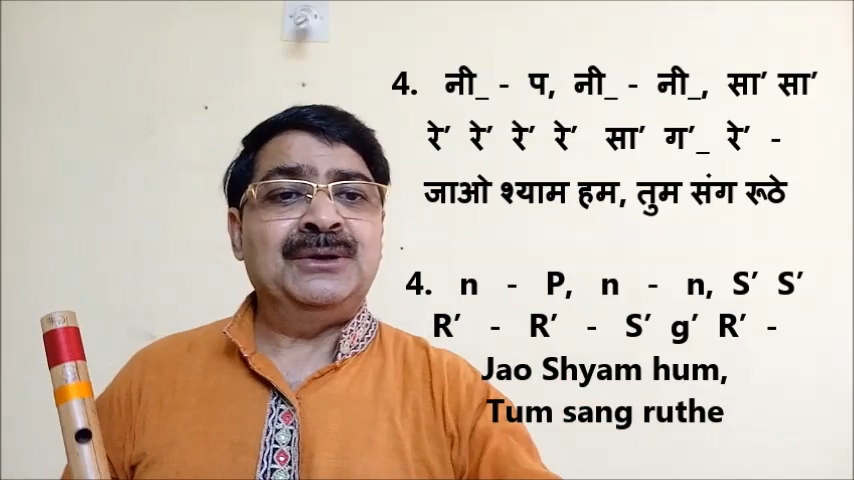 4. नी_ - प, नी_ - नी_, सा’ सा’
रे’ रे’ रे’ रे’ सा’ ग’_ रे’ -
जाओ श्याम हम, तुम संग रूठे
4. n - P, n - n, S’ S’
R’ - R’ - S’ g’ R’ -
Jao Shyam hum,
Tum sang ruthe